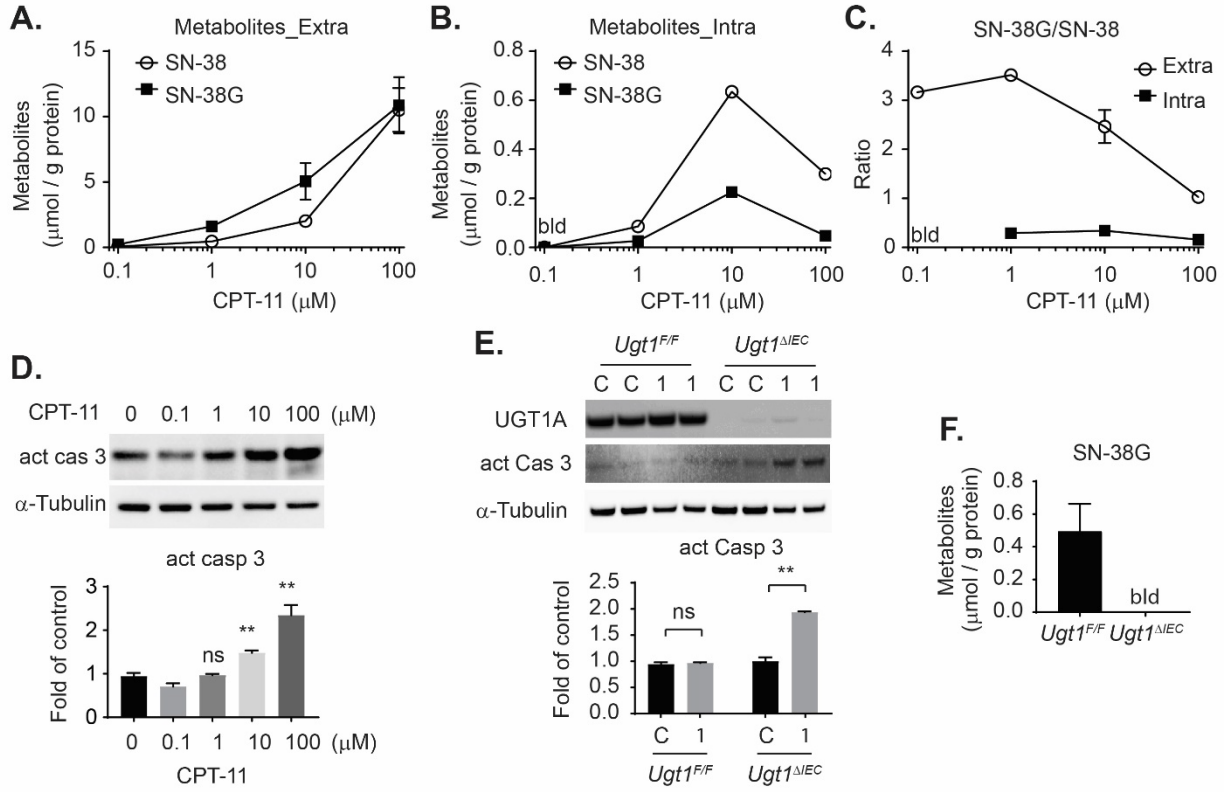 A.
Metabolites_Extra
15
10
5
0
SN-38
SN-38G
Metabolites
(μmol / g protein)
0.1 1 10 100
CPT-11 (μM)
B.
Metabolites_Intra
0.8
0.6
0.4
0.2
0.0
SN-38
SN-38G
bld
Metabolites
(μmol / g protein)
0.1 1 10 100
CPT-11 (μM)
C.
SN-38G/SN-38
4
3
2
1
0
Extra
Intra
bld
Ratio
0.1 1 10 100
CPT-11 (μM)
D.
CPT-11 0 0.1 1 10 100 (μM)
act cas 3
α-Tubulin
act casp 3
3
2
1
0
Fold of control
ns
**
**
0 0.1 1 10 100 (μM)
CPT-11
E.
Ugt1F/F Ugt1ΔIEC
C C 1 1 C C 1 1
UGT1A
act Cas 3
α-Tubulin
act Casp 3
2.5
2.0
1.5
1.0
0.5
0.0
Fold of control
ns
**
C 1 C 1
Ugt1F/F Ugt1ΔIEC
F.
SN-38G
0.8
0.6
0.4
0.2
0.0
Metabolites
(μmol / g protein)
bld
Ugt1F/F Ugt1ΔIEC